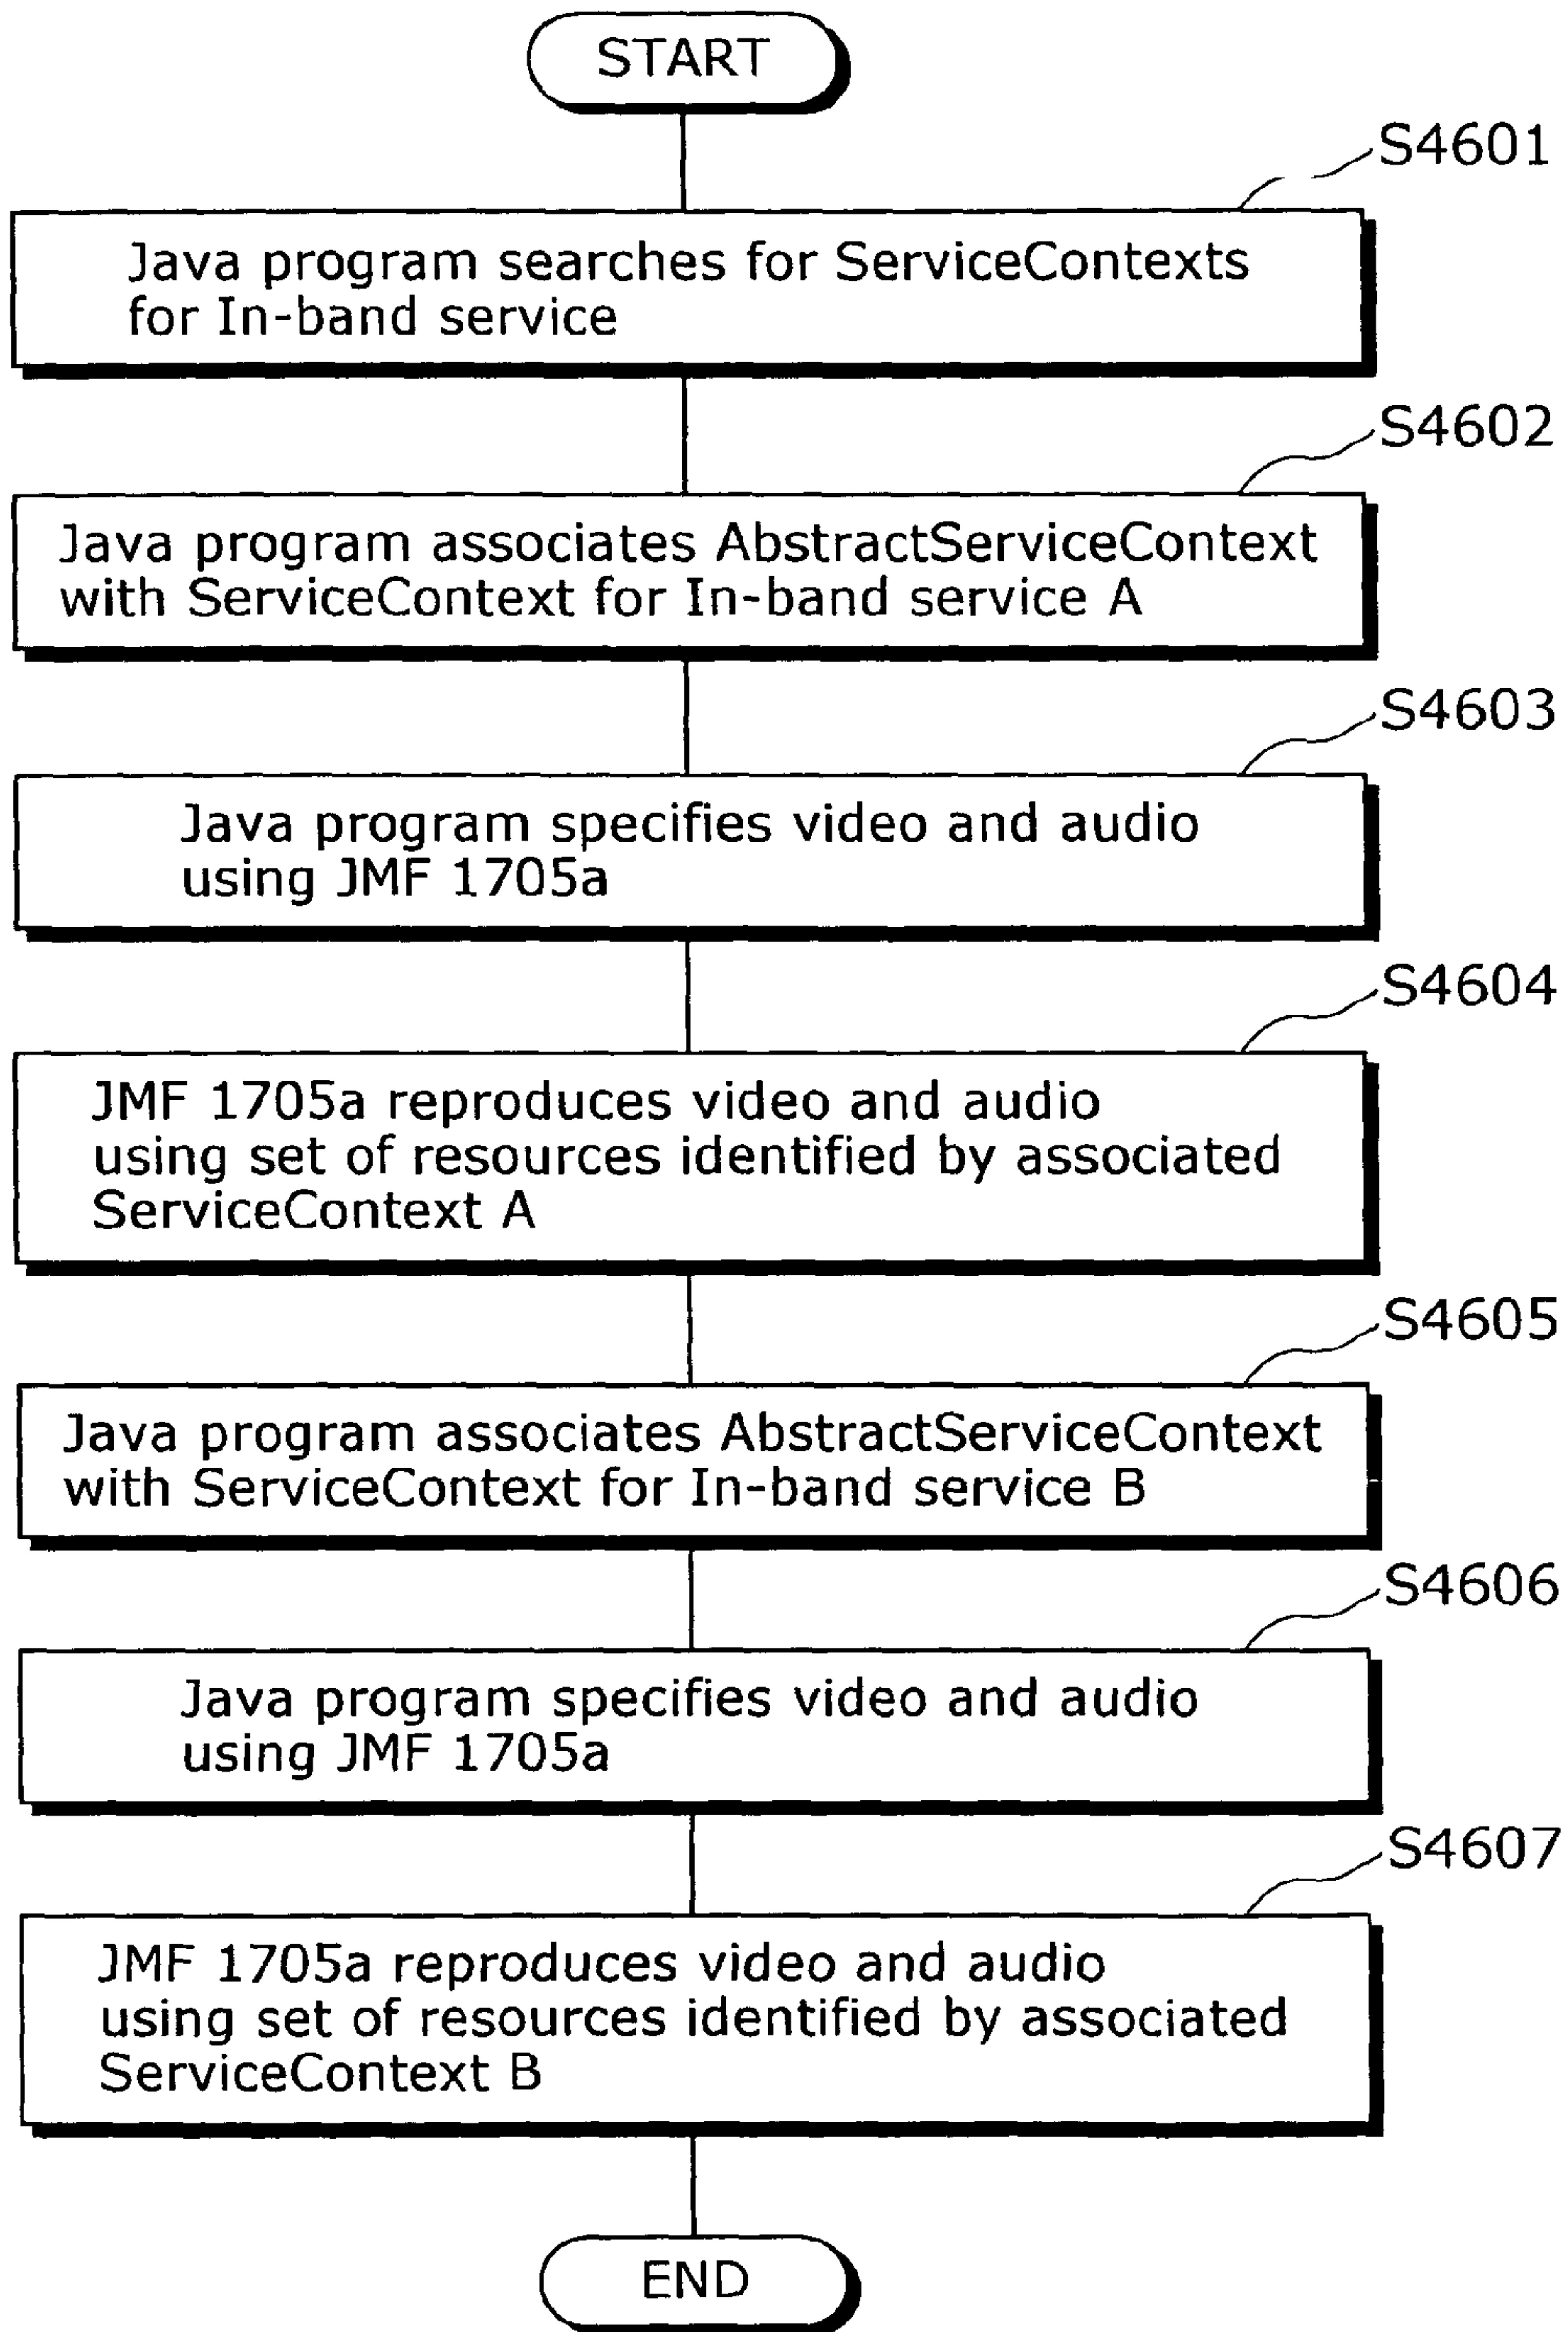 START
S4601
Java program searches for ServiceContexts
for In-band service
S4602
Java program associates AbstractServiceContext
with ServiceContext for In-band service A
S4603
Java program specifies video and audio
using JMF 1705a
S4604
JMF 1705a reproduces video and audio
using set of resources identified by associated
ServiceContext A
S4605
Java program associates AbstractServiceContext
with ServiceContext for In-band service B
S4606
Java program specifies video and audio
using JMF 1705a
S4607
JMF 1705a reproduces video and audio
using set of resources identified by associated
ServiceContext B
END